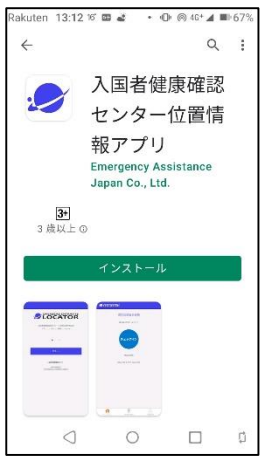 Rakuten 13:12 16°
4G+ 67%
入国者健康確認
センター位置情
報アプリ
Emergency Assistance
Japan Co., Ltd.
3+
3 歳以上
インストール
LOCATOR